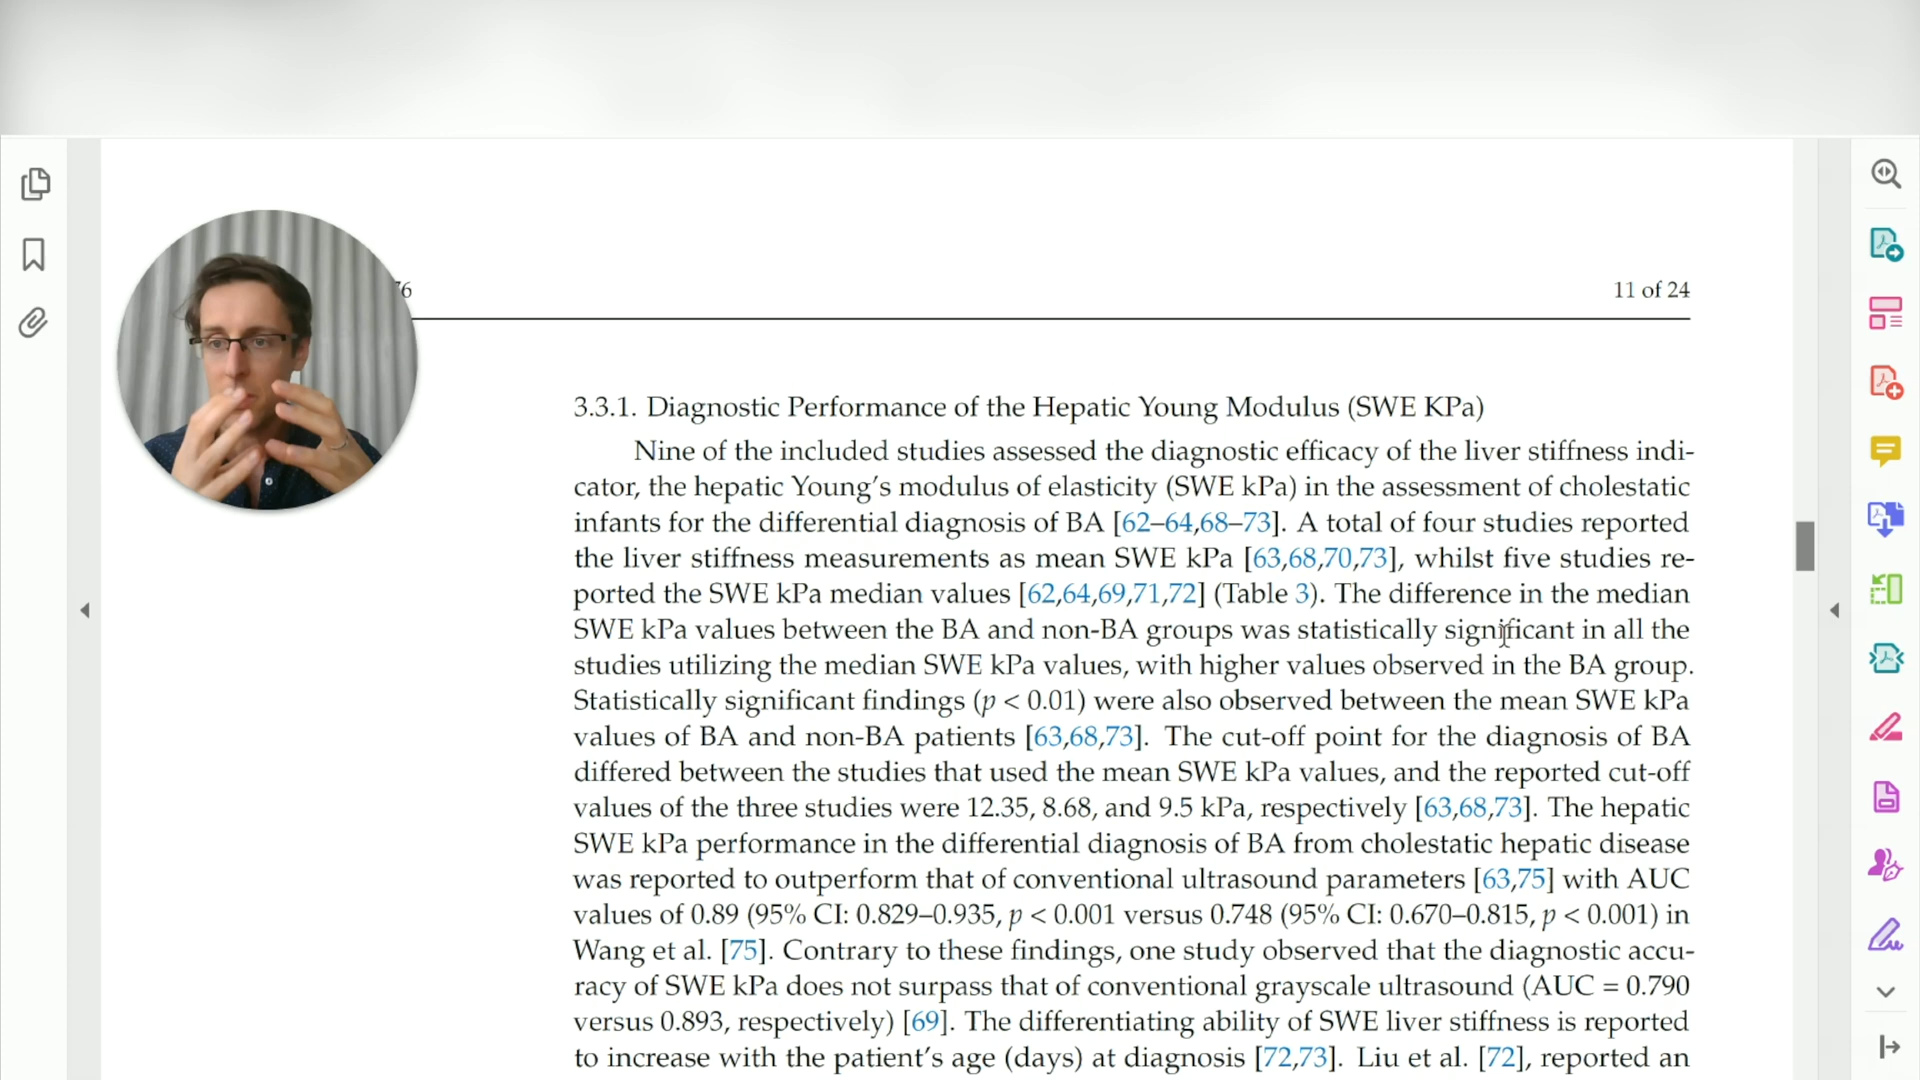 76
11 of 24
3.3.1. Diagnostic Performance of the Hepatic Young Modulus (SWE KPa)
Nine of the included studies assessed the diagnostic efficacy of the liver stiffness indi-
cator, the hepatic Young’s modulus of elasticity (SWE kPa) in the assessment of cholestatic
infants for the differential diagnosis of BA [62–64,68–73]. A total of four studies reported
the liver stiffness measurements as mean SWE kPa [63,68,70,73], whilst five studies re-
ported the SWE kPa median values [62,64,69,71,72] (Table 3). The difference in the median
SWE kPa values between the BA and non-BA groups was statistically significant in all the
studies utilizing the median SWE kPa values, with higher values observed in the BA group.
Statistically significant findings (p < 0.01) were also observed between the mean SWE kPa
values of BA and non-BA patients [63,68,73]. The cut-off point for the diagnosis of BA
differed between the studies that used the mean SWE kPa values, and the reported cut-off
values of the three studies were 12.35, 8.68, and 9.5 kPa, respectively [63,68,73]. The hepatic
SWE kPa performance in the differential diagnosis of BA from cholestatic hepatic disease
was reported to outperform that of conventional ultrasound parameters [63,75] with AUC
values of 0.89 (95% CI: 0.829–0.935, p < 0.001 versus 0.748 (95% CI: 0.670–0.815, p < 0.001) in
Wang et al. [75]. Contrary to these findings, one study observed that the diagnostic accu-
racy of SWE kPa does not surpass that of conventional grayscale ultrasound (AUC = 0.790
versus 0.893, respectively) [69]. The differentiating ability of SWE liver stiffness is reported
to increase with the patient’s age (days) at diagnosis [72,73]. Liu et al. [72], reported an